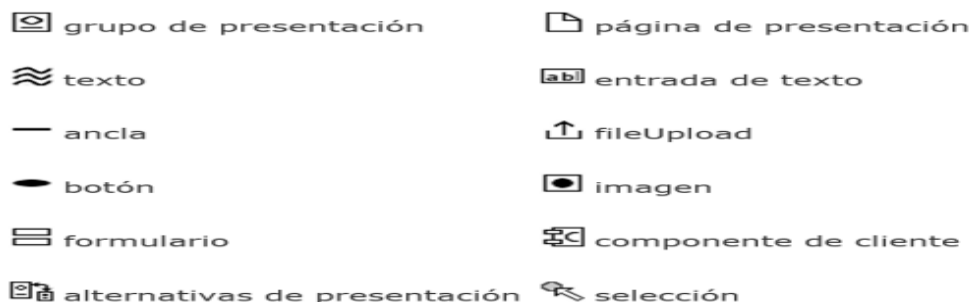 grupo de presentación
página de presentación
texto
abl entrada de texto
ancla
fileUpload
botón
imagen
formulario
C componente de cliente
alternativas de presentación
selección